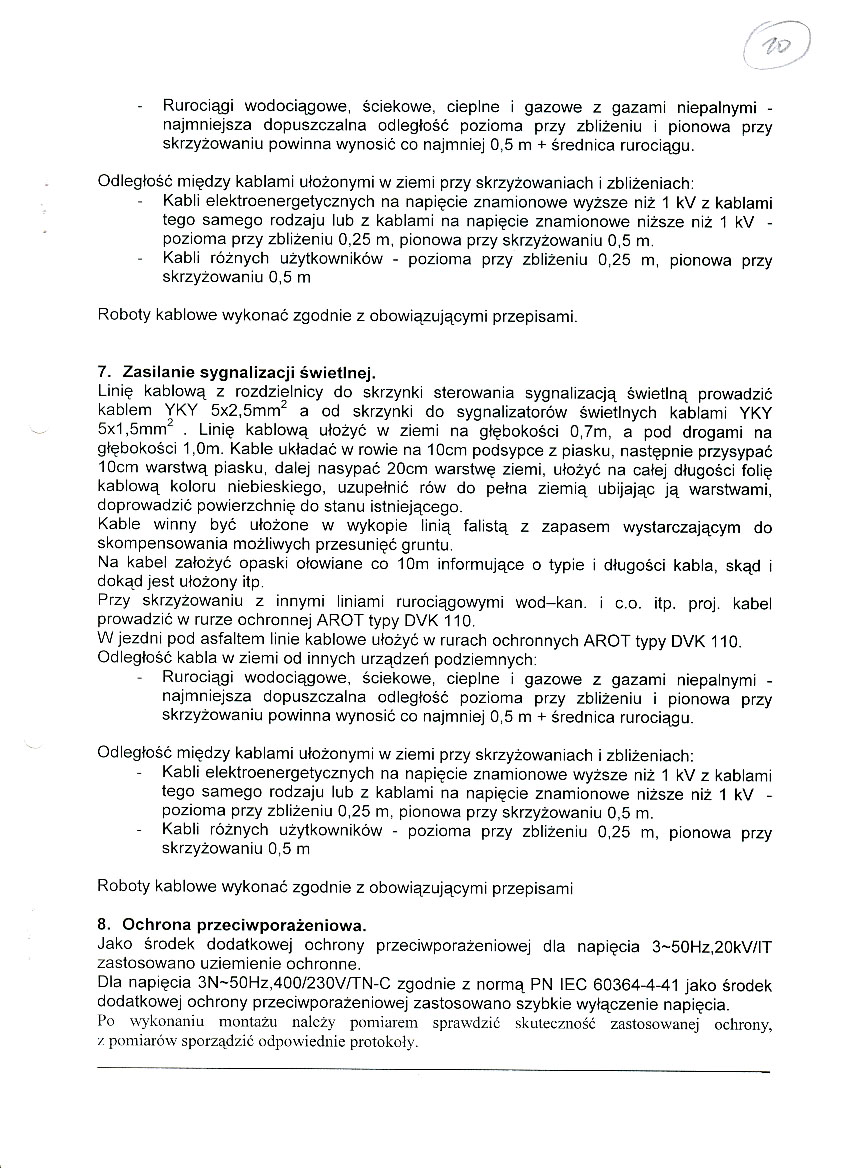 10
- Rurociągi wodociągowe, ściekowe, cieplne i gazowe z gazami niepalnymi -
najmniejsza dopuszczalna odległość pozioma przy zbliżeniu i pionowa przy
skrzyżowaniu powinna wynosić co najmniej 0,5 m + średnica rurociągu.
Odległość między kablami ułożonymi w ziemi przy skrzyżowaniach i zbliżeniach:
- Kabli elektroenergetycznych na napięcie znamionowe wyższe niż 1 kV z kablami
tego samego rodzaju lub z kablami na napięcie znamionowe niższe niż 1 kV -
pozioma przy zbliżeniu 0,25 m, pionowa przy skrzyżowaniu 0,5 m.
- Kabli różnych użytkowników - pozioma przy zbliżeniu 0,25 m, pionowa przy
skrzyżowaniu 0,5 m
Roboty kablowe wykonać zgodnie z obowiązującymi przepisami.
7. Zasilanie sygnalizacji świetlnej.
Linię kablową z rozdzielnicy do skrzynki sterowania sygnalizacją świetlną prowadzić
kablem YKY 5x2,5mm² a od skrzynki do sygnalizatorów świetlnych kablami YKY
5x1,5mm² . Linię kablową ułożyć w ziemi na głębokości 0,7m, a pod drogami na
głębokości 1,0m. Kable układać w rowie na 10cm podsypce z piasku, następnie przysypać
10cm warstwą piasku, dalej nasypać 20cm warstwę ziemi, ułożyć na całej długości folię
kablową koloru niebieskiego, uzupełnić rów do pełna ziemią ubijając ją warstwami,
doprowadzić powierzchnię do stanu istniejącego.
Kable winny być ułożone w wykopie linią falistą z zapasem wystarczającym do
skompensowania możliwych przesunięć gruntu.
Na kabel założyć opaski ołowiane co 10m informujące o typie i długości kabla, skąd i
dokąd jest ułożony itp.
Przy skrzyżowaniu z innymi liniami rurociągowymi wod–kan. i c.o. itp. proj. kabel
prowadzić w rurze ochronnej AROT typy DVK 110.
W jezdni pod asfaltem linie kablowe ułożyć w rurach ochronnych AROT typy DVK 110.
Odległość kabla w ziemi od innych urządzeń podziemnych:
- Rurociągi wodociągowe, ściekowe, cieplne i gazowe z gazami niepalnymi -
najmniejsza dopuszczalna odległość pozioma przy zbliżeniu i pionowa przy
skrzyżowaniu powinna wynosić co najmniej 0,5 m + średnica rurociągu.
Odległość między kablami ułożonymi w ziemi przy skrzyżowaniach i zbliżeniach:
- Kabli elektroenergetycznych na napięcie znamionowe wyższe niż 1 kV z kablami
tego samego rodzaju lub z kablami na napięcie znamionowe niższe niż 1 kV -
pozioma przy zbliżeniu 0,25 m, pionowa przy skrzyżowaniu 0,5 m.
- Kabli różnych użytkowników - pozioma przy zbliżeniu 0,25 m, pionowa przy
skrzyżowaniu 0,5 m
Roboty kablowe wykonać zgodnie z obowiązującymi przepisami
8. Ochrona przeciwporażeniowa.
Jako środek dodatkowej ochrony przeciwporażeniowej dla napięcia 3~50Hz,20kV/IT
zastosowano uziemienie ochronne.
Dla napięcia 3N~50Hz,400/230V/TN-C zgodnie z normą PN IEC 60364-4-41 jako środek
dodatkowej ochrony przeciwporażeniowej zastosowano szybkie wyłączenie napięcia.
Po wykonaniu montażu należy pomiarem sprawdzić skuteczność zastosowanej ochrony,
z pomiarów sporządzić odpowiednie protokoły.